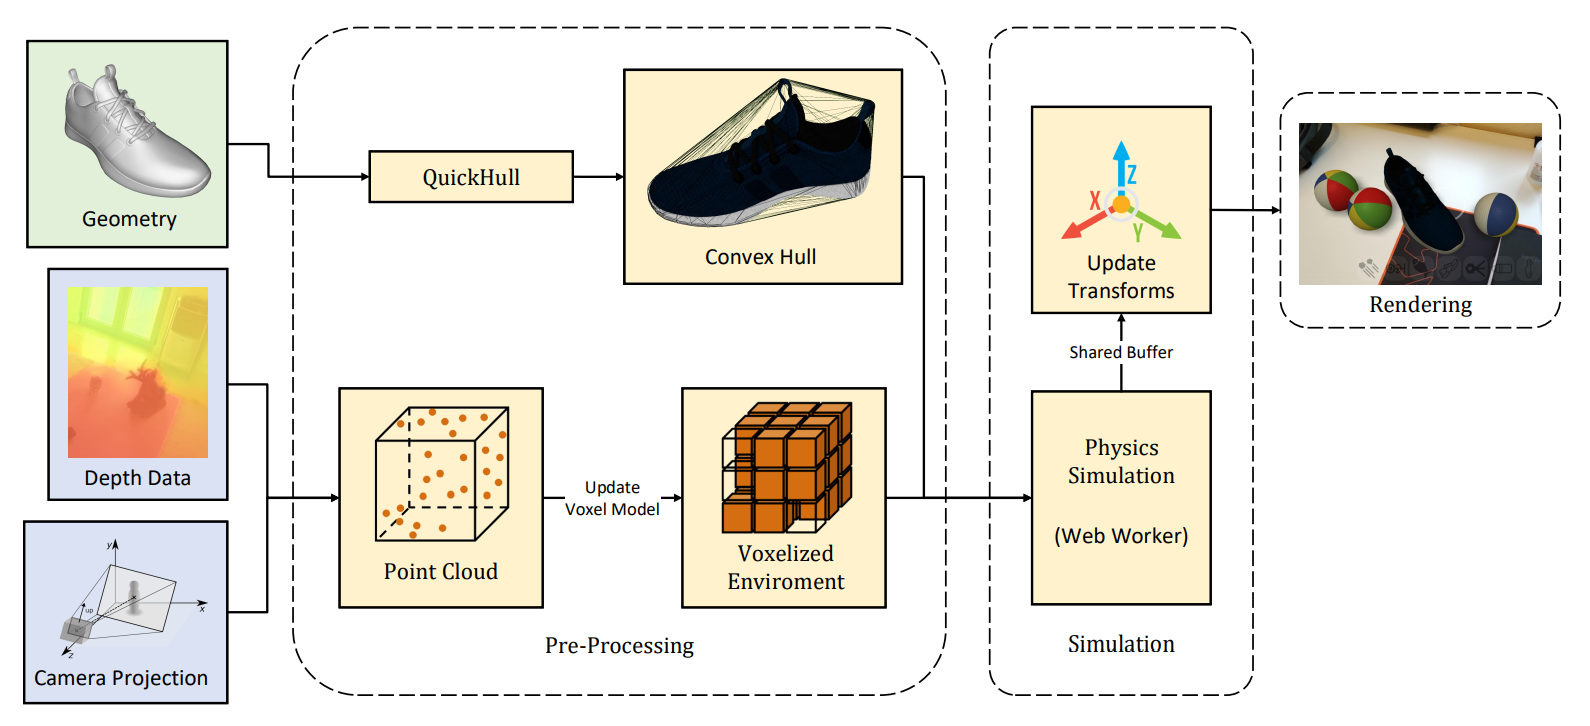 Geometry
QuickHull
Convex Hull
Depth Data
Camera Projection
y
up
x
z
Point Cloud
Update
Voxel Model
Voxelized
Enviroment
Pre-Processing
Z
X
Y
Update
Transforms
Shared Buffer
Physics
Simulation
(Web Worker)
Simulation
Rendering